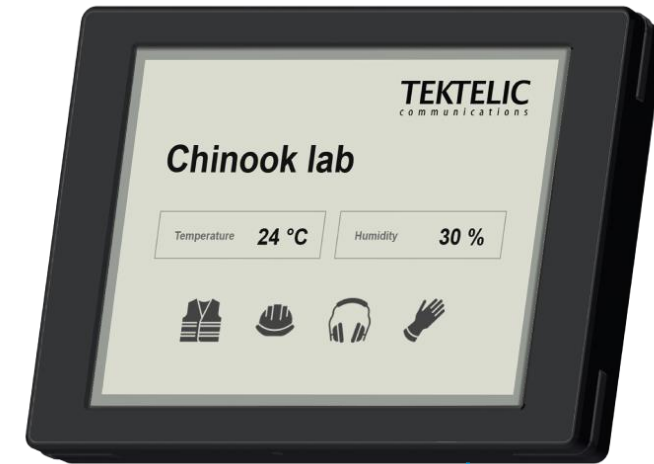 TEKTELIC
communications
Chinook lab
Temperature 24 °C Humidity 30 %